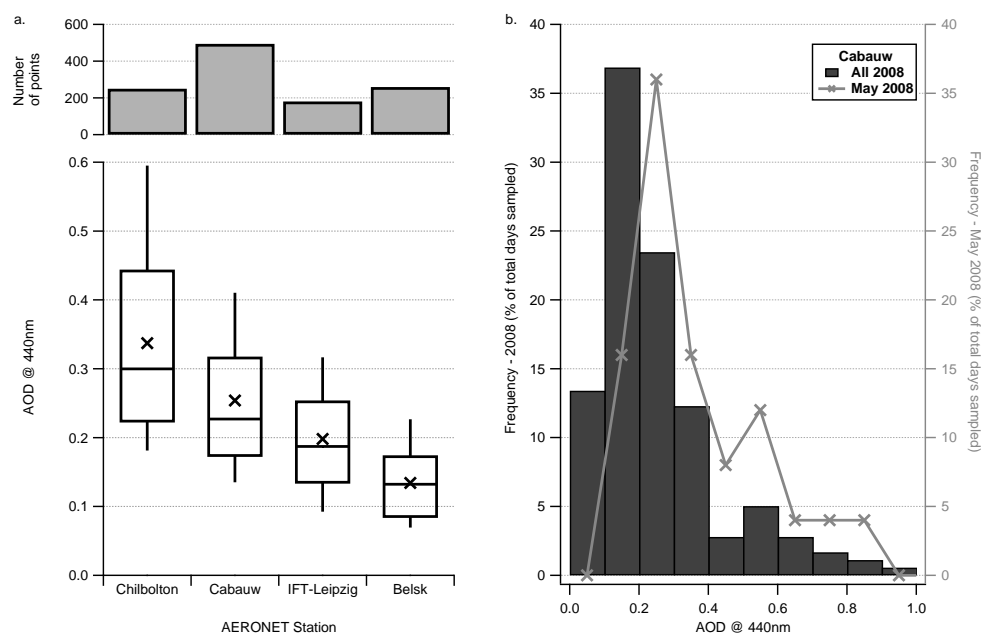 a.
600
400
200
0
Number
of points
0.6
0.5
0.4
0.3
0.2
0.1
0.0
AOD @ 440nm
Chilbolton Cabauw IFT-Leipzig Belsk
AERONET Station
b.
40
35
30
25
20
15
10
5
0
Frequency - 2008 (% of total days sampled)
Cabauw
All 2008
May 2008
40
35
30
25
20
15
10
5
0
Frequency - May 2008 (% of total days sampled)
0.0 0.2 0.4 0.6 0.8 1.0
AOD @ 440nm